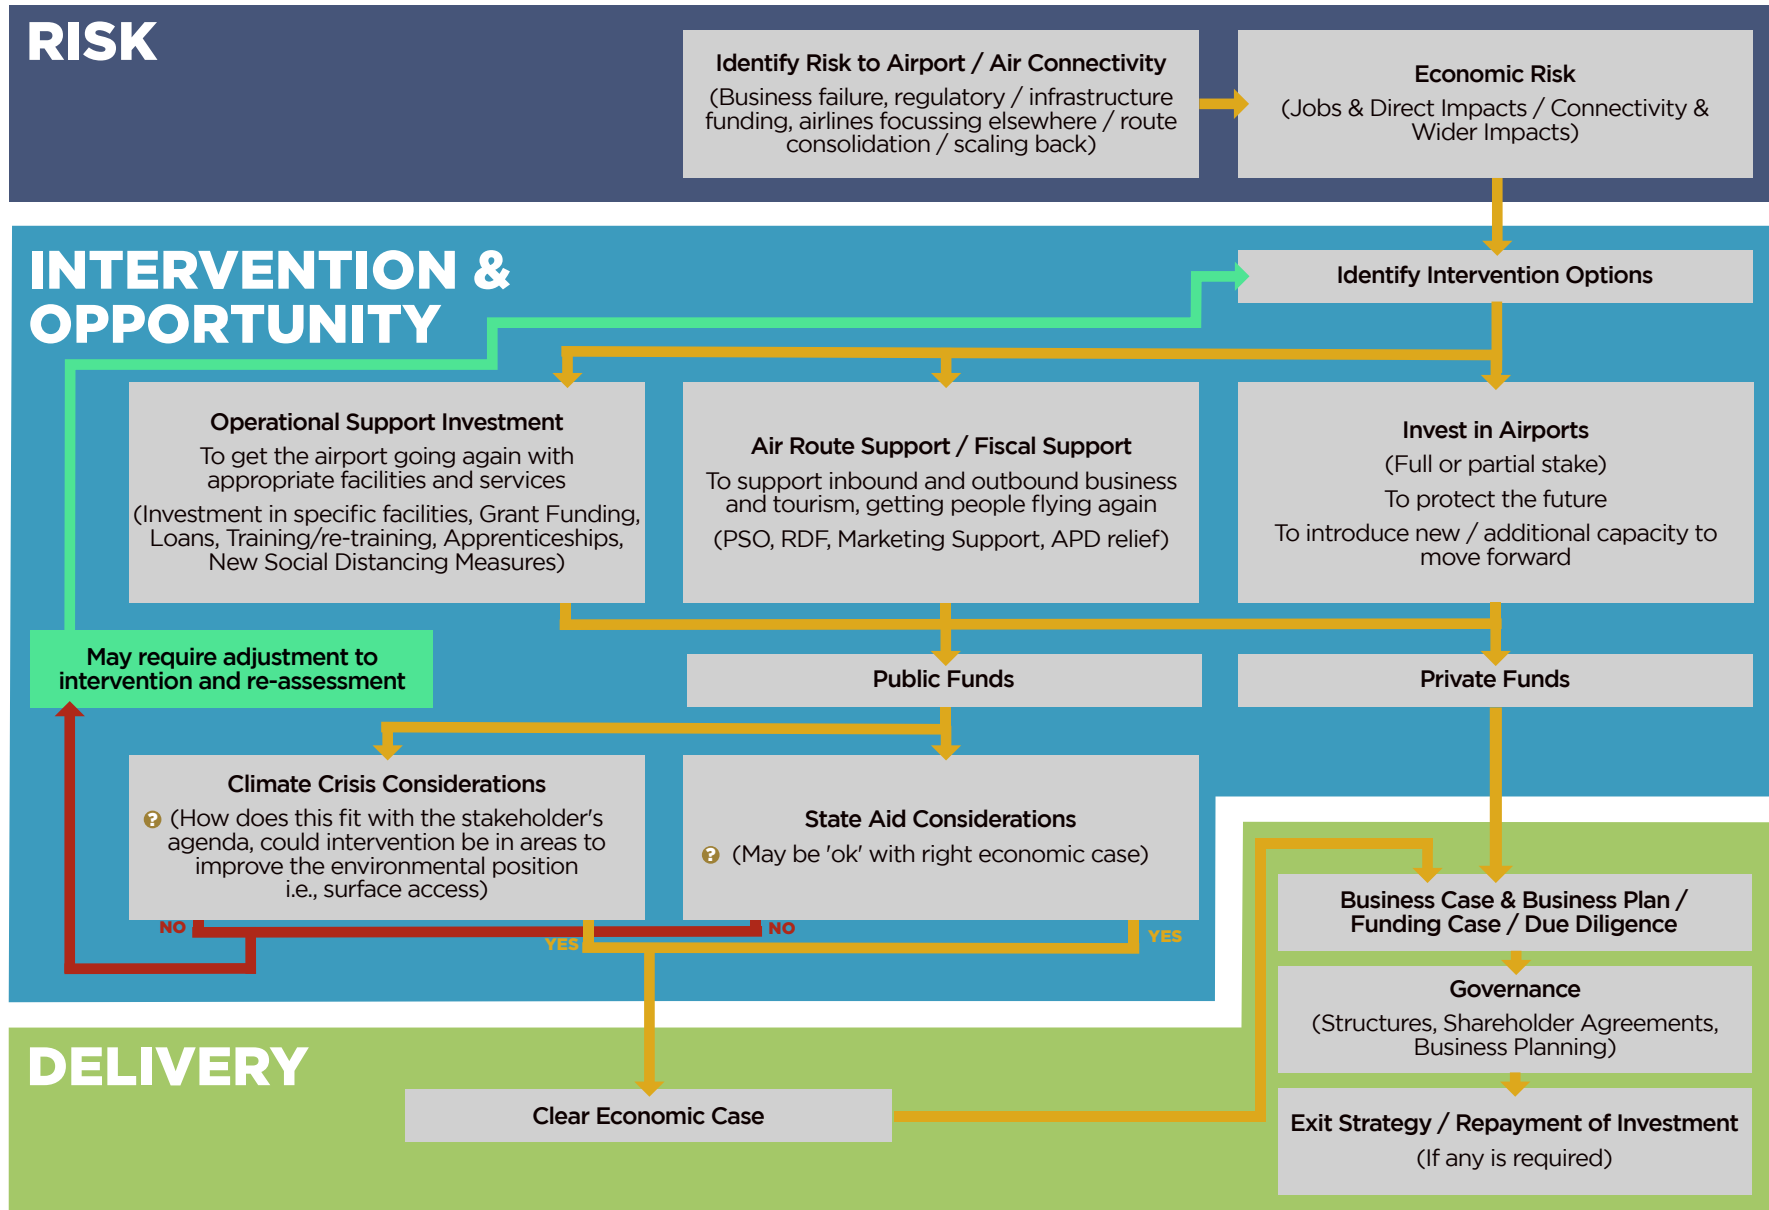 RISK
Identify Risk to Airport / Air Connectivity
(Business failure, regulatory / infrastructure
funding, airlines focussing elsewhere / route
consolidation / scaling back)
Economic Risk
(Jobs & Direct Impacts / Connectivity &
Wider Impacts)
INTERVENTION &
OPPORTUNITY
Identify Intervention Options
Operational Support Investment
To get the airport going again with
appropriate facilities and services
(Investment in specific facilities, Grant Funding,
Loans, Training/re-training, Apprenticeships,
New Social Distancing Measures)
Air Route Support / Fiscal Support
To support inbound and outbound business
and tourism, getting people flying again
(PSO, RDF, Marketing Support, APD relief)
Invest in Airports
(Full or partial stake)
To protect the future
To introduce new / additional capacity to
move forward
May require adjustment to
intervention and re-assessment
Public Funds
Private Funds
Climate Crisis Considerations
? (How does this fit with the stakeholder's
agenda, could intervention be in areas to
improve the environmental position
i.e., surface access)
State Aid Considerations
? (May be 'ok' with right economic case)
NO
YES
NO
YES
Business Case & Business Plan /
Funding Case / Due Diligence
Governance
(Structures, Shareholder Agreements,
Business Planning)
DELIVERY
Clear Economic Case
Exit Strategy / Repayment of Investment
(If any is required)